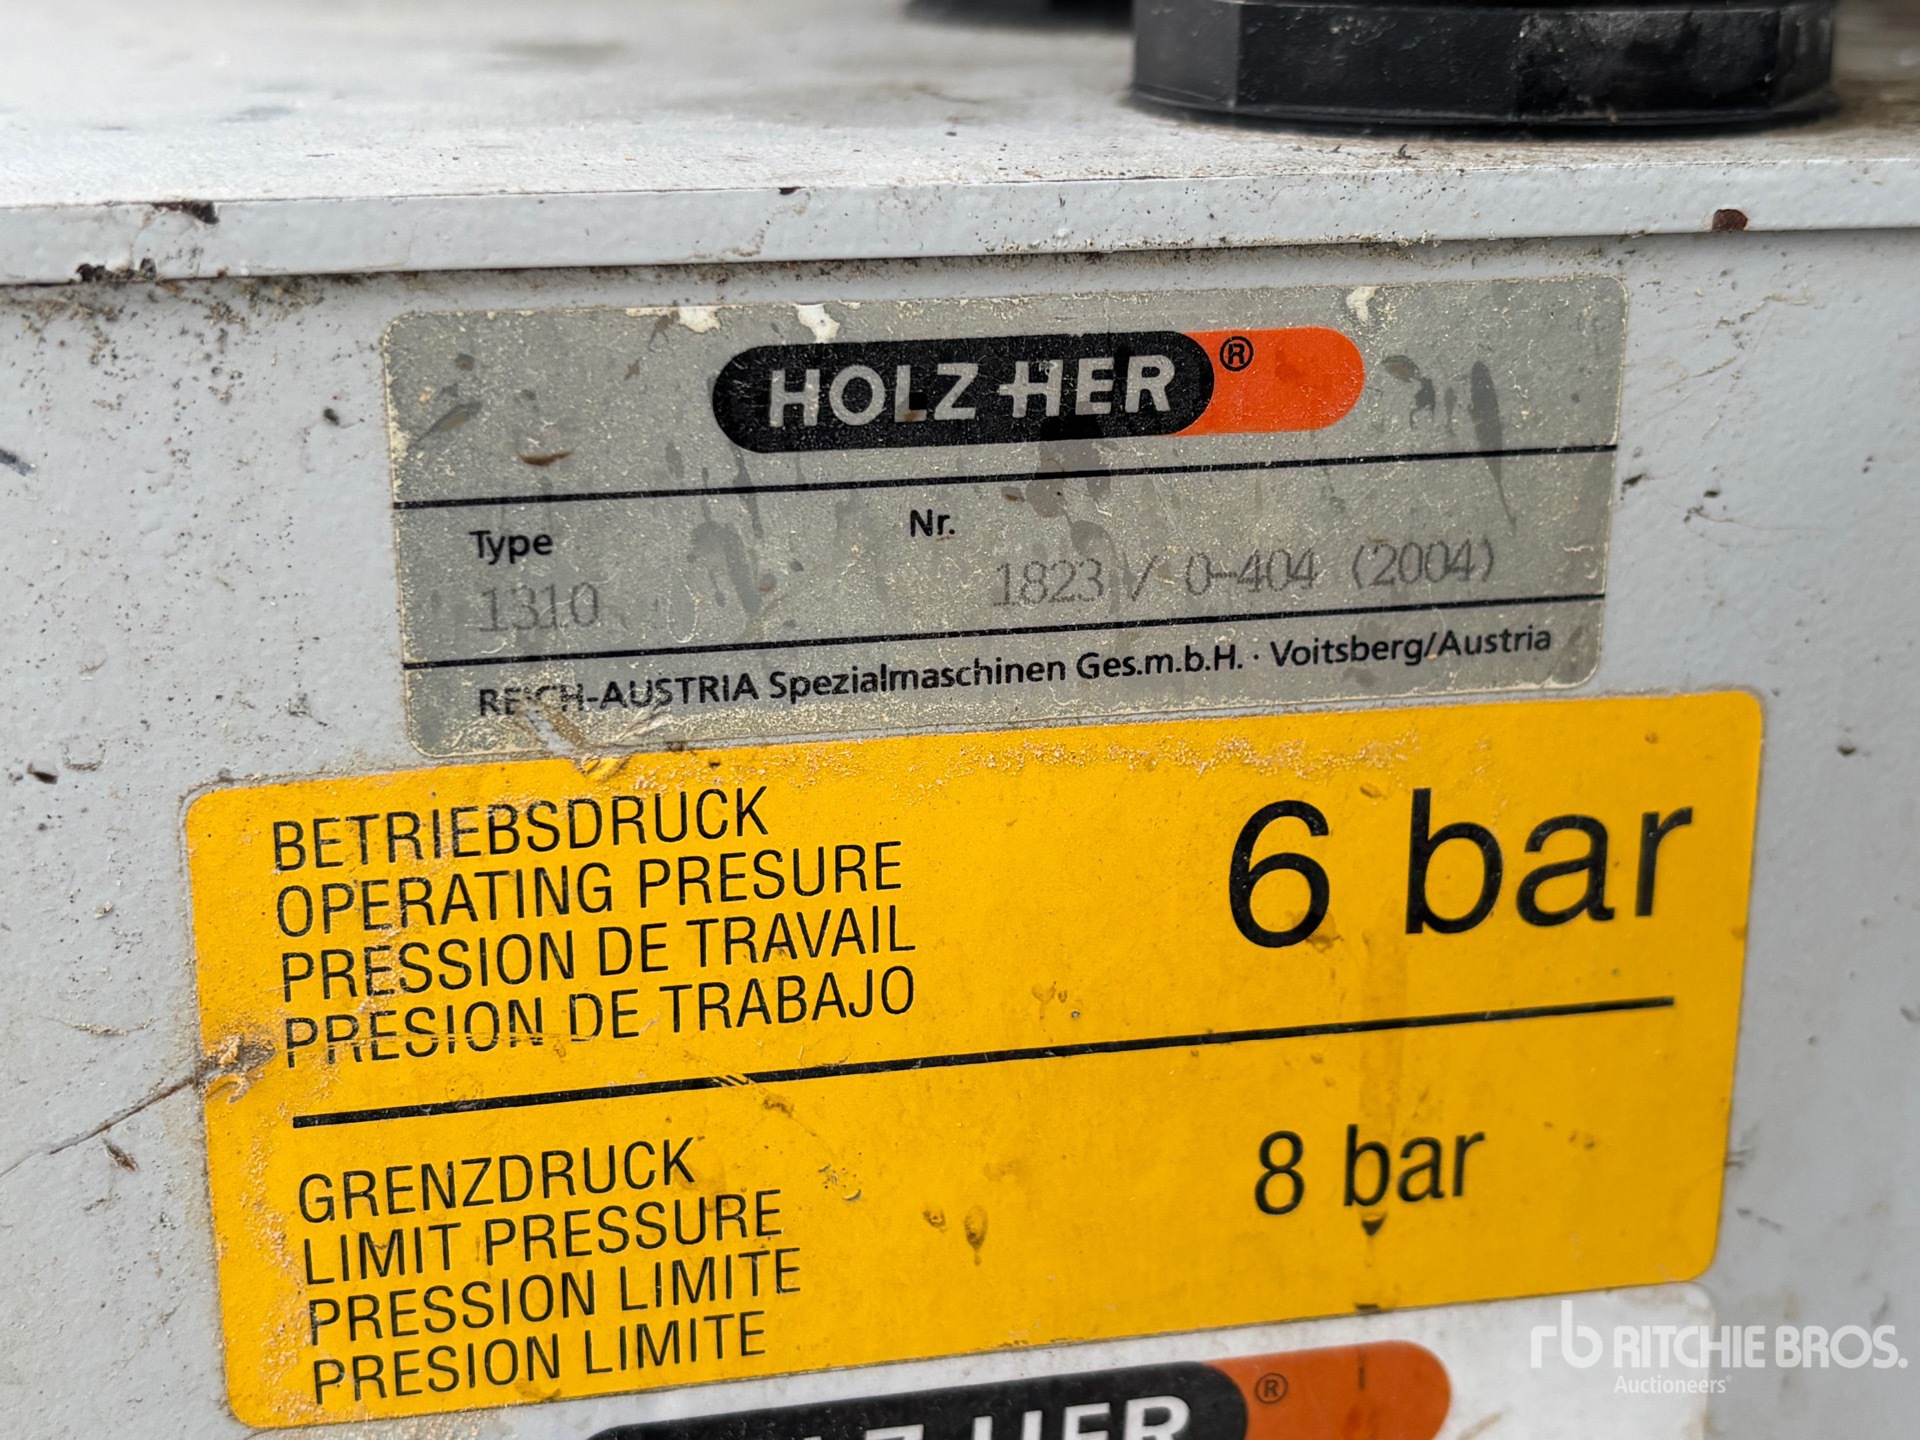 HOLZ-HER®
Type Nr.
1310 1823 / 0-404 (2004)
REICH-AUSTRIA Spezialmaschinen Ges.m.b.H. · Voitsberg/Austria
BETRIEBSDRUCK
OPERATING PRESURE
PRESSION DE TRAVAIL
PRESION DE TRABAJO
6 bar
GRENZDRUCK
LIMIT PRESSURE
PRESSION LIMITE
PRESION LIMITE
8 bar
HER®
rb RITCHIE BROS.
Auctioneers